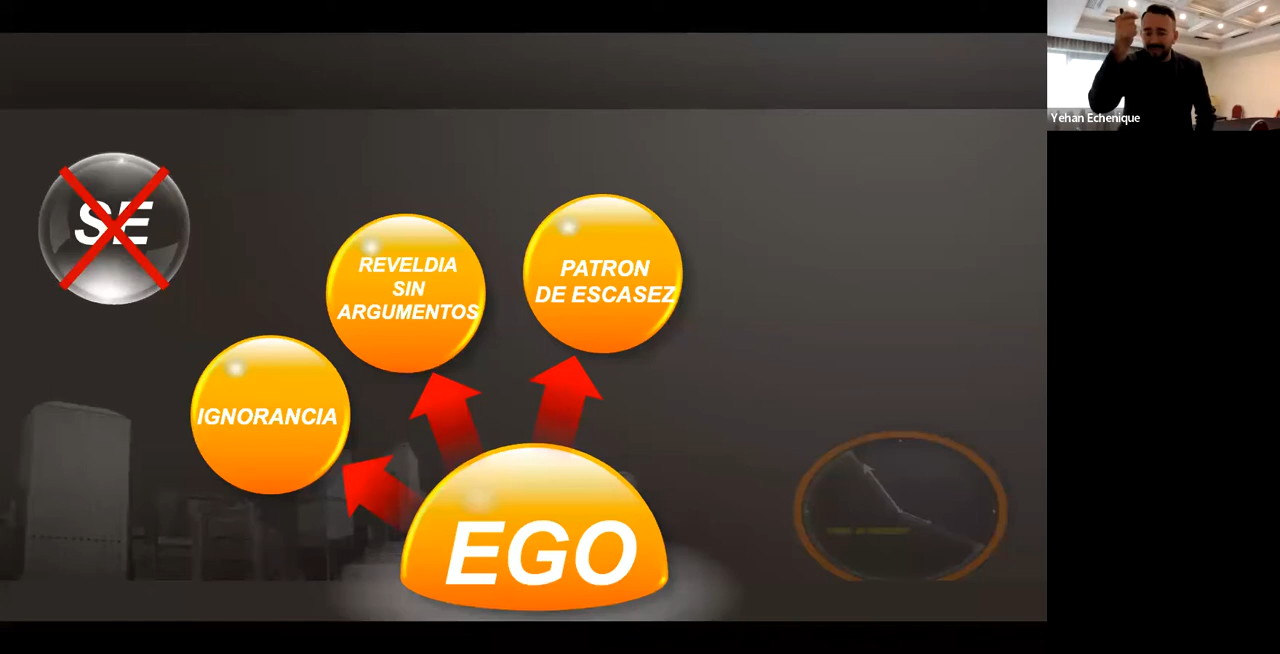 Yehan Echenique
SE
REVELDIA
SIN
ARGUMENTOS
PATRON
DE ESCASEZ
IGNORANCIA
EGO